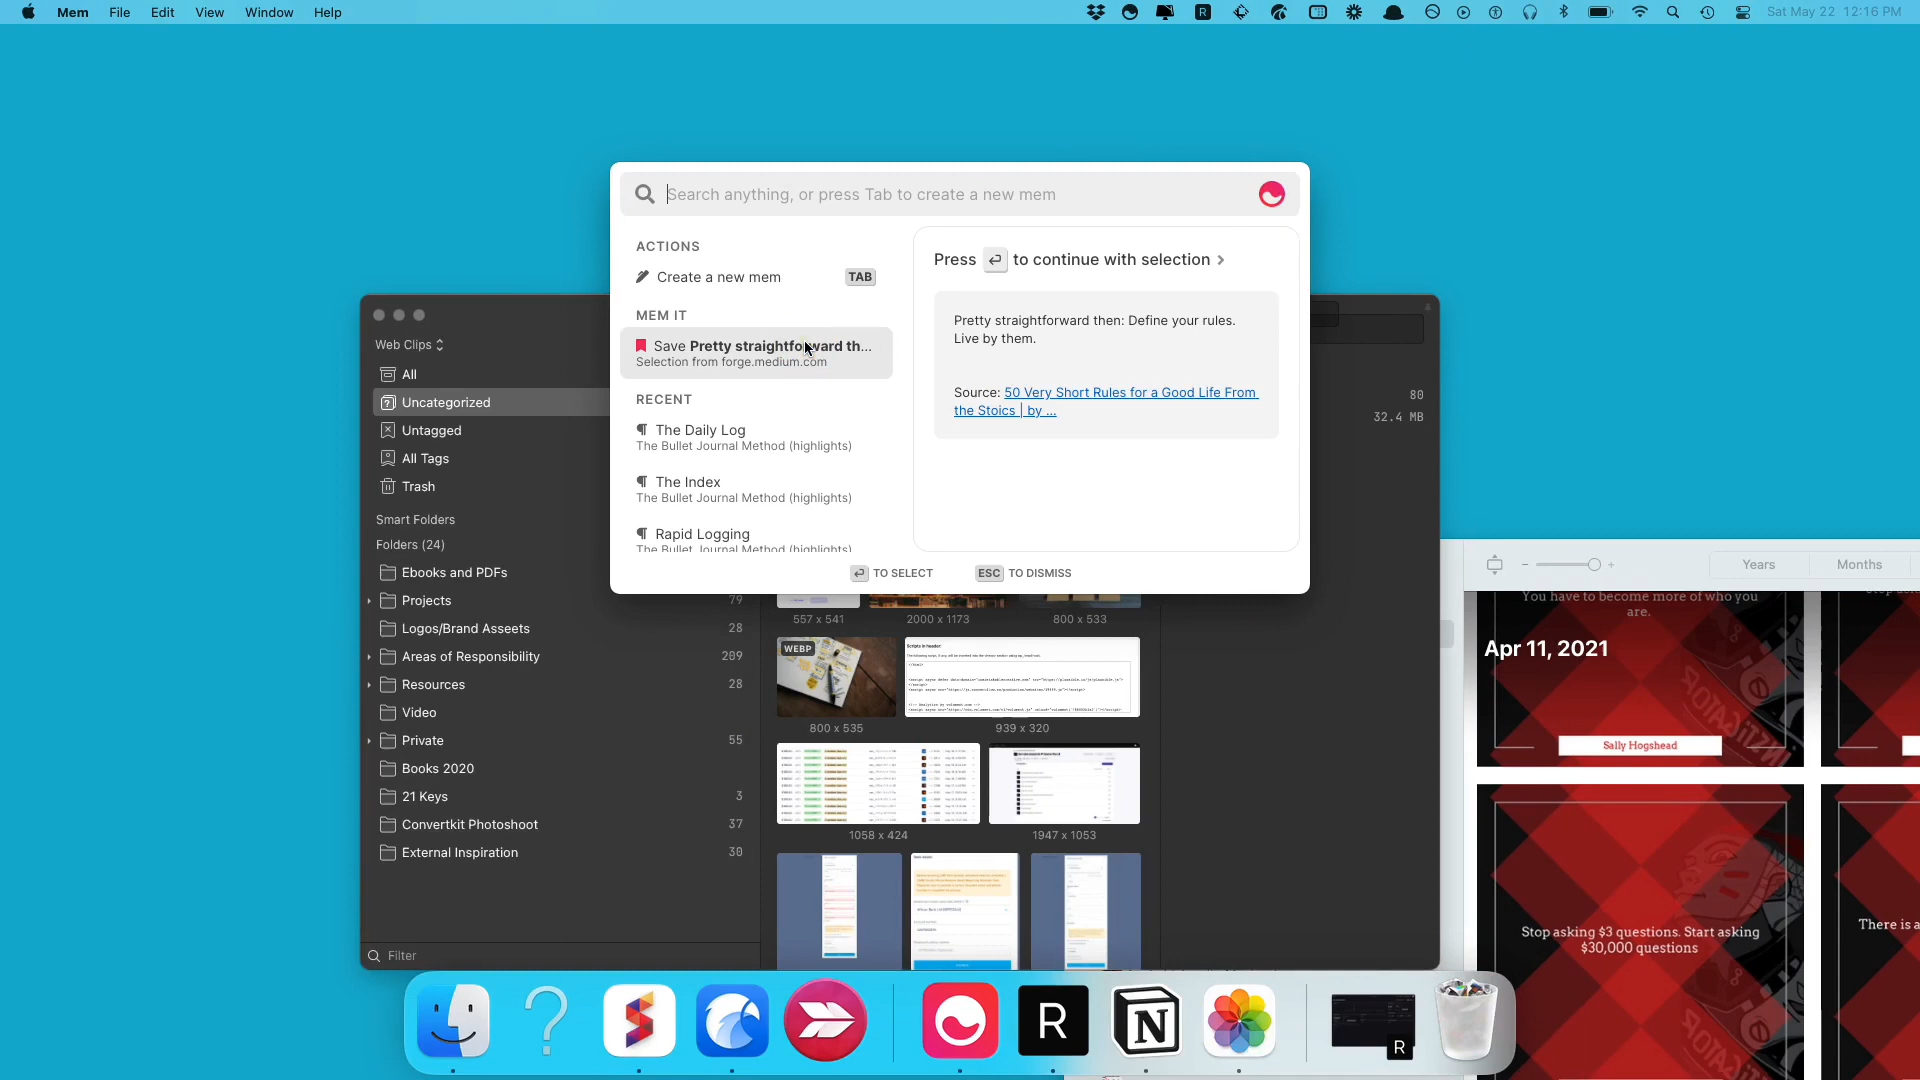 Mem File Edit View Window Help
Sat May 22 12:16 PM
Search anything, or press Tab to create a new mem
ACTIONS
Create a new mem TAB
MEM IT
Save Pretty straightforward th...
Selection from forge.medium.com
RECENT
¶ The Daily Log
The Bullet Journal Method (highlights)
¶ The Index
The Bullet Journal Method (highlights)
¶ Rapid Logging
The Bullet Journal Method (highlights)
Press ↵ to continue with selection >
Pretty straightforward then: Define your rules.
Live by them.
Source: 50 Very Short Rules for a Good Life From
the Stoics | by ...
↵ TO SELECT ESC TO DISMISS
Web Clips
All
Uncategorized
Untagged
All Tags
Trash
Smart Folders
Folders (24)
Ebooks and PDFs
Projects 79
Logos/Brand Asseets 28
Areas of Responsibility 209
Resources 28
Video
Private 55
Books 2020
21 Keys 3
Convertkit Photoshoot 37
External Inspiration 30
Filter
80
32.4 MB
557 x 541
2000 x 1173
800 x 533
WEBP
Scripts in header:
800 x 535
939 x 320
1058 x 424
1947 x 1053
Years Months
You have to become more of who you
are.
Apr 11, 2021
Sally Hogshead
Stop asking $3 questions. Start asking
$30,000 questions
There is a
R
N
R